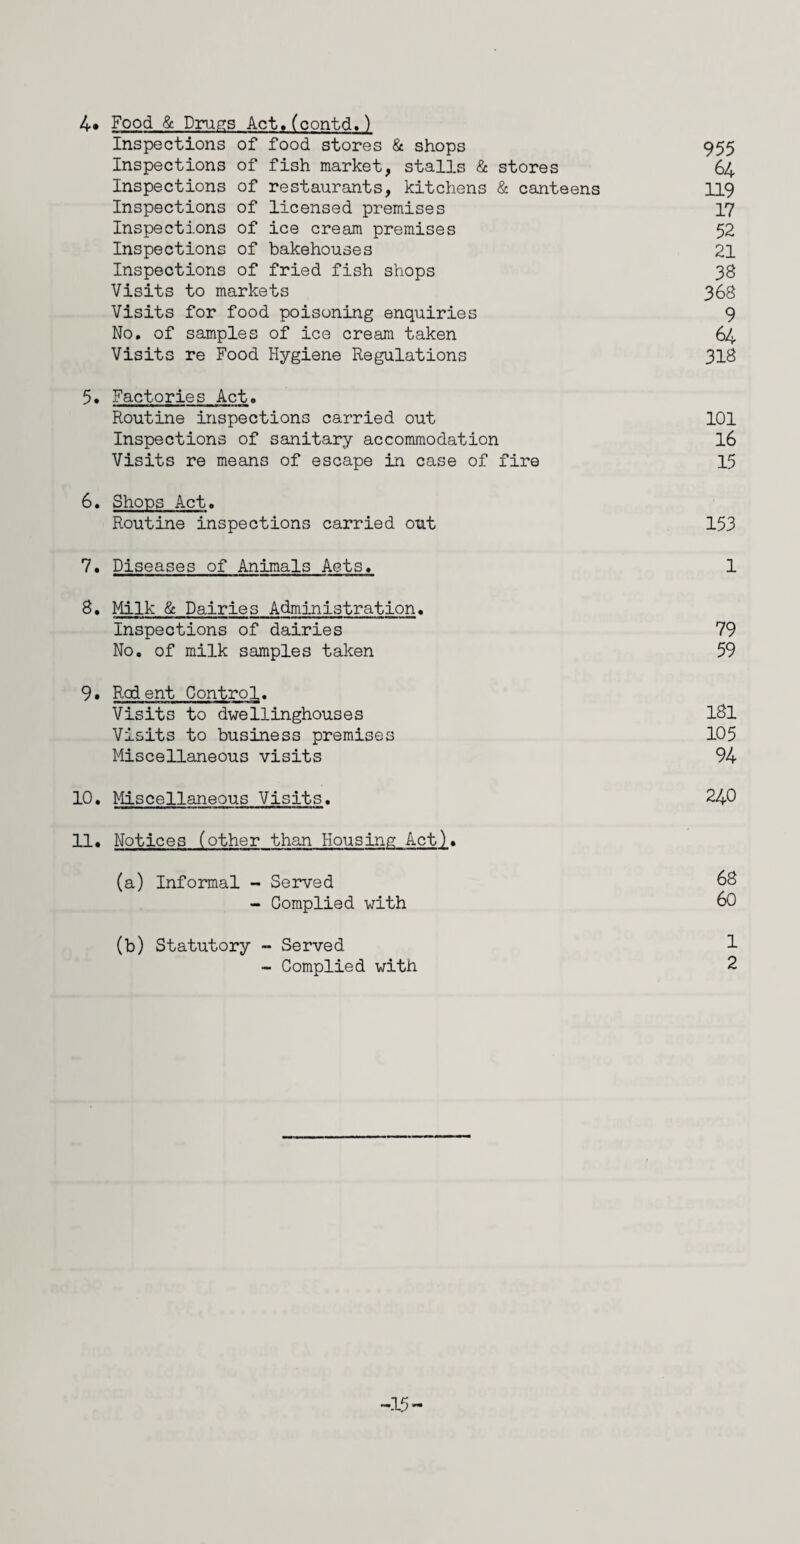 4. Food & Drugs Act. (contd.)
Inspections of food stores & shops 955
Inspections of fish market, stalls & stores 64
Inspections of restaurants, kitchens & canteens 119
Inspections of licensed premises 17
Inspections of ice cream premises 52
Inspections of bakehouses 21
Inspections of fried fish shops 38
Visits to markets 368
Visits for food poisoning enquiries 9
No. of samples of ice cream taken 64
Visits re Food Hygiene Regulations 318
5. Factories Act.
Routine inspections carried out 101
Inspections of sanitary accommodation 16
Visits re means of escape in case of fire 15
6. Shops Act.
Routine inspections carried out 153
7. Diseases of Animals Acts. 1
8. Milk & Dairies Administration.
Inspections of dairies 79
No. of milk samples taken 59
9. Rodent Control.
Visits to dwellinghouses 181
Visits to business premises 105
Miscellaneous visits 94
10. Miscellaneous Visits. 240
11. Notices (other than Housing Act).
(a) Informal - Served 68
- Complied with 60
(b) Statutory - Served 1
- Complied with 2
-15-